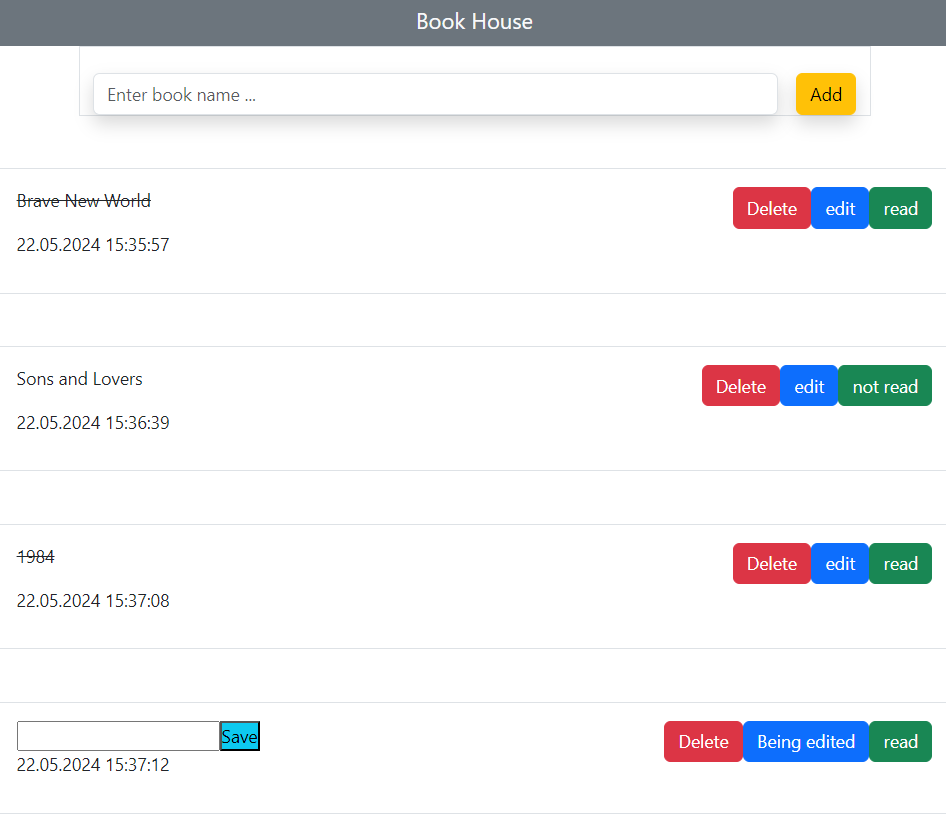 Book House
Enter book name ... Add
Brave New World Delete edit read
22.05.2024 15:35:57
Sons and Lovers Delete edit not read
22.05.2024 15:36:39
1984 Delete edit read
22.05.2024 15:37:08
Save Delete Being edited read
22.05.2024 15:37:12